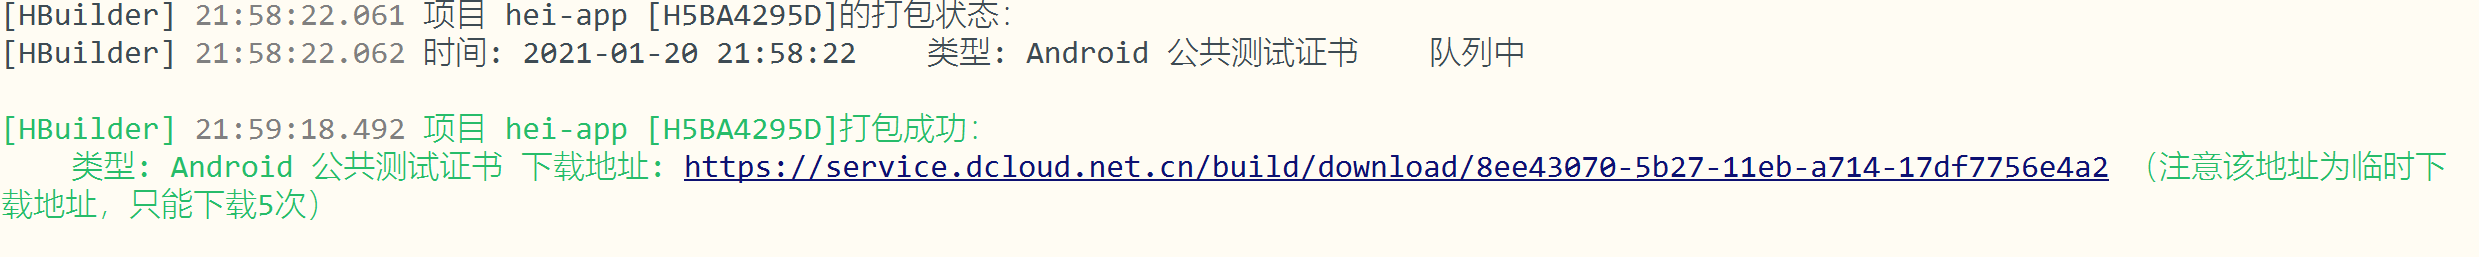 [HBuilder] 21:58:22.061 项目 hei-app [H5BA4295D]的打包状态：
[HBuilder] 21:58:22.062 时间: 2021-01-20 21:58:22    类型: Android 公共测试证书    队列中
[HBuilder] 21:59:18.492 项目 hei-app [H5BA4295D]打包成功：
类型: Android 公共测试证书 下载地址: https://service.dcloud.net.cn/build/download/8ee43070-5b27-11eb-a714-17df7756e4a2 （注意该地址为临时下
载地址，只能下载5次）